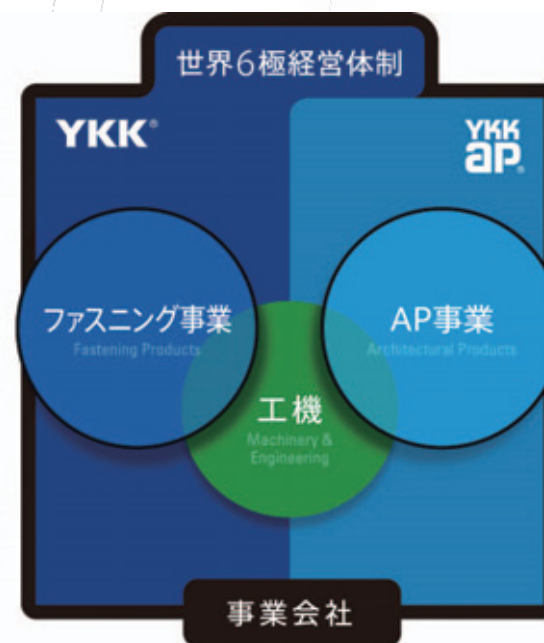 世界6極経営体制
YKK®
YKK
ap®
ファスニング事業
Fastening Products
AP事業
Architectural Products
工機
Machinery &
Engineering
事業会社